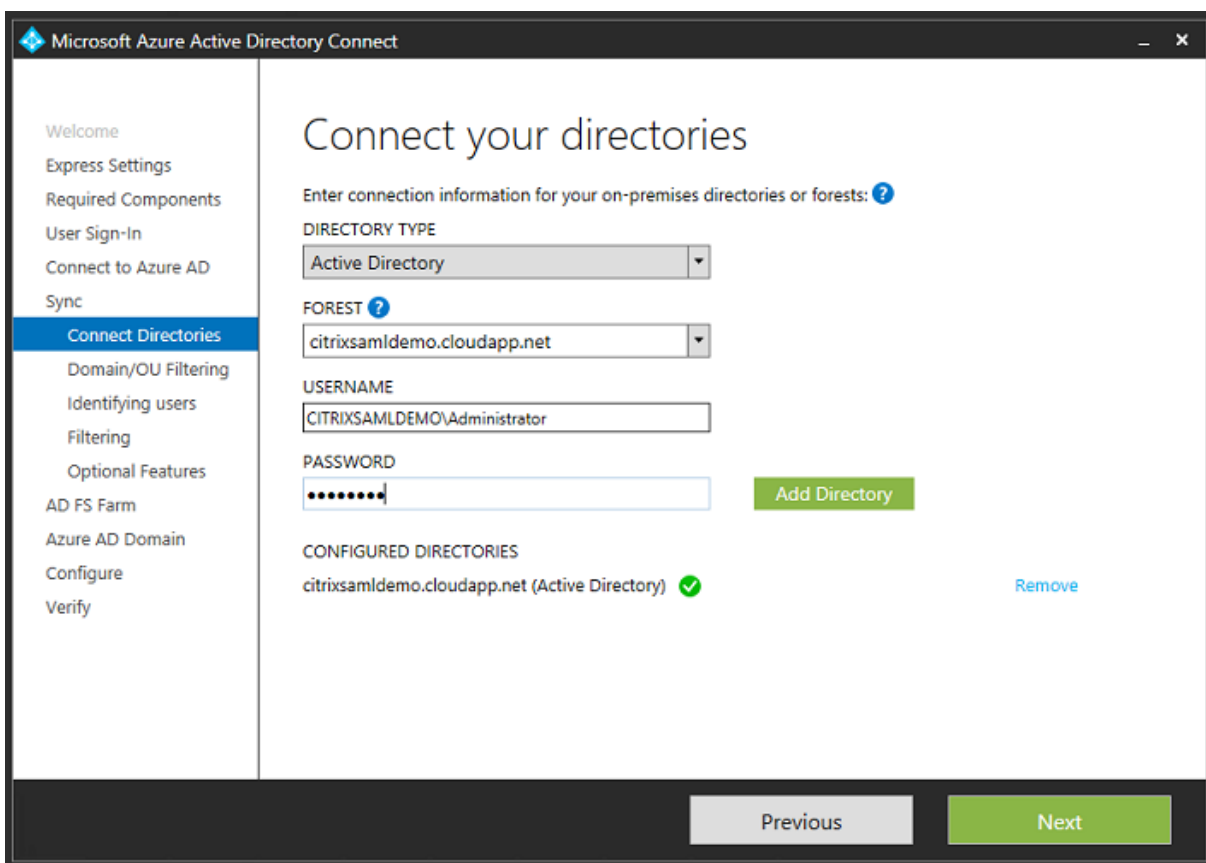 Microsoft Azure Active Directory Connect
Welcome
Express Settings
Required Components
User Sign-In
Connect to Azure AD
Sync
Connect Directories
Domain/OU Filtering
Identifying users
Filtering
Optional Features
AD FS Farm
Azure AD Domain
Configure
Verify
Connect your directories
Enter connection information for your on-premises directories or forests: ?
DIRECTORY TYPE
Active Directory
FOREST ?
citrixsamldemo.cloudapp.net
USERNAME
CITRIXSAMLDEMO\Administrator
PASSWORD
••••••••
Add Directory
CONFIGURED DIRECTORIES
citrixsamldemo.cloudapp.net (Active Directory)
Remove
Previous
Next